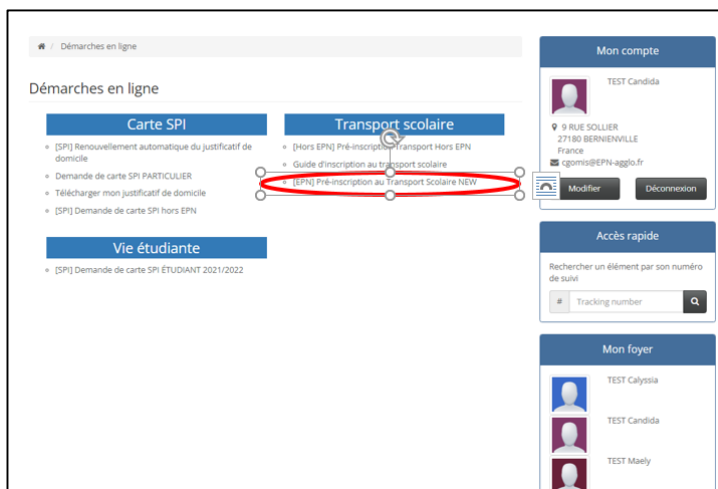 / Démarches en ligne
Démarches en ligne
Carte SPI
[SPI] Renouvellement automatique du justificatif de
domicile
Demande de carte SPI PARTICULIER
Télécharger mon justificatif de domicile
[SPI] Demande de carte SPI hors EPN
Vie étudiante
[SPI] Demande de carte SPI ÉTUDIANT 2021/2022
Transport scolaire
[Hors EPN] Pré-inscription Transport Hors EPN
Guide d'inscription au transport scolaire
[EPN] Pré-inscription au Transport Scolaire NEW
Mon compte
TEST Candida
9 RUE SOLLIER
27180 BERNIENVILLE
France
cgomis@EPN-agglo.fr
Modifier
Déconnexion
Accès rapide
Rechercher un élément par son numéro
de suivi
# Tracking number
Mon foyer
TEST Calyssia
TEST Candida
TEST Maely